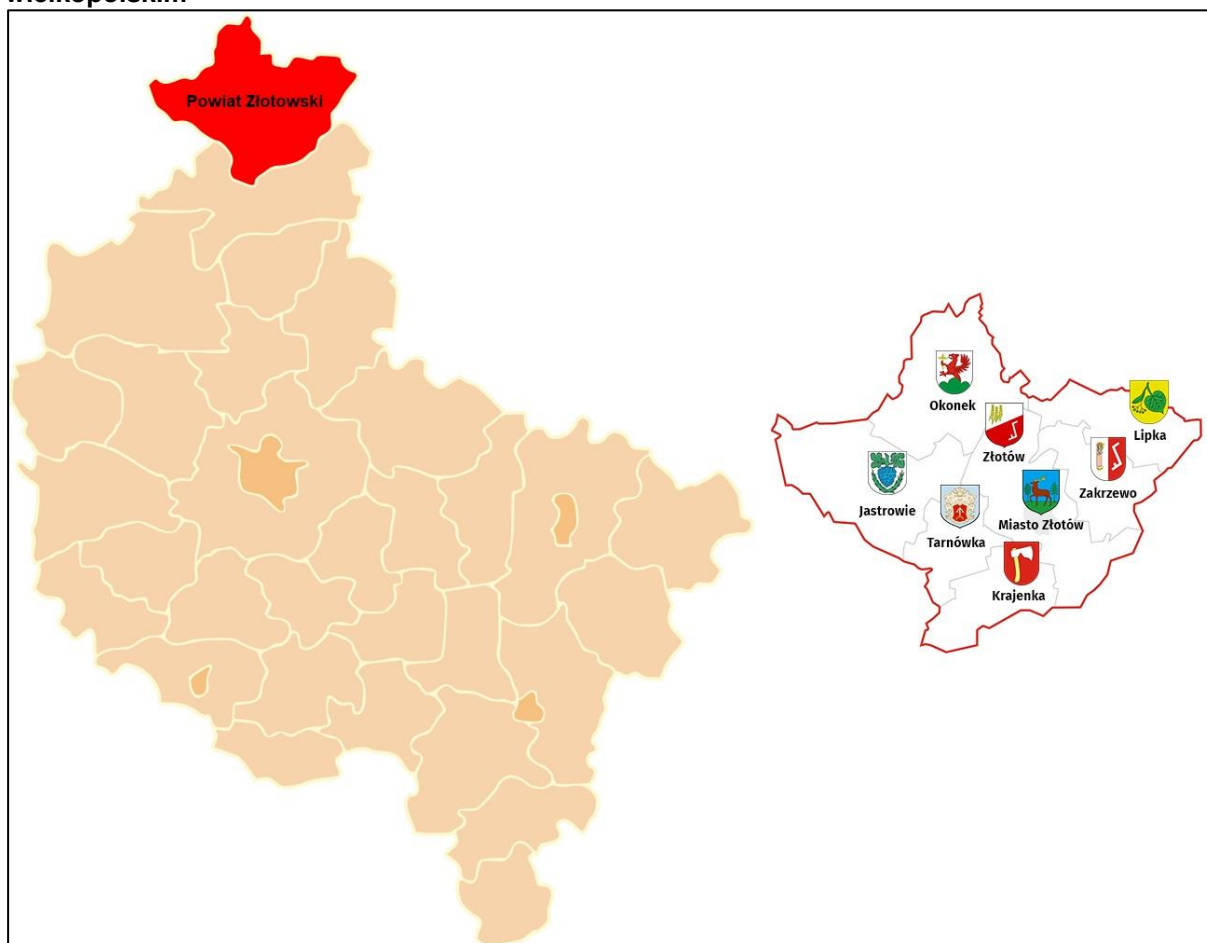 wielkopolskim
Powiat Złotowski
Okonek
Lipka
Złotów
Zakrzewo
Jastrowie
Miasto Złotów
Tarnówka
Krajenka